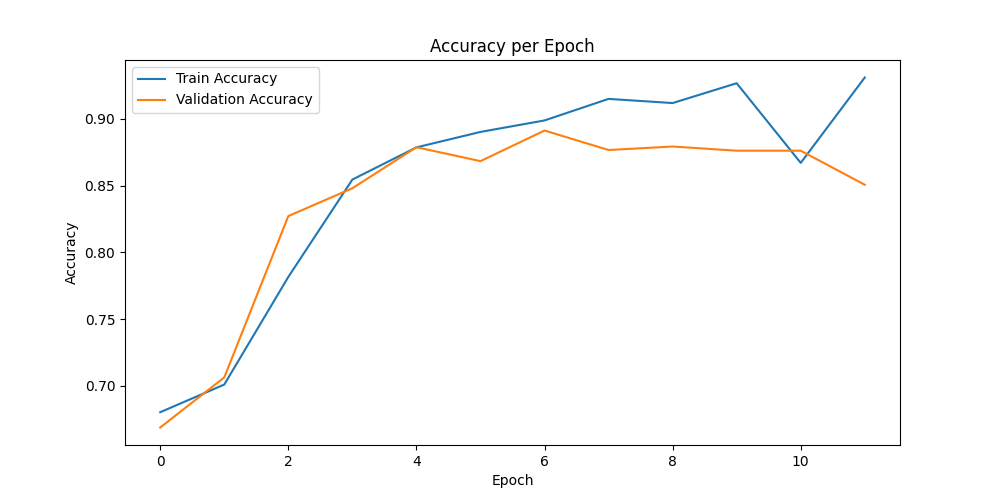 Accuracy per Epoch
Train Accuracy
Validation Accuracy
Accuracy
0.90
0.85
0.80
0.75
0.70
0 2 4 6 8 10
Epoch